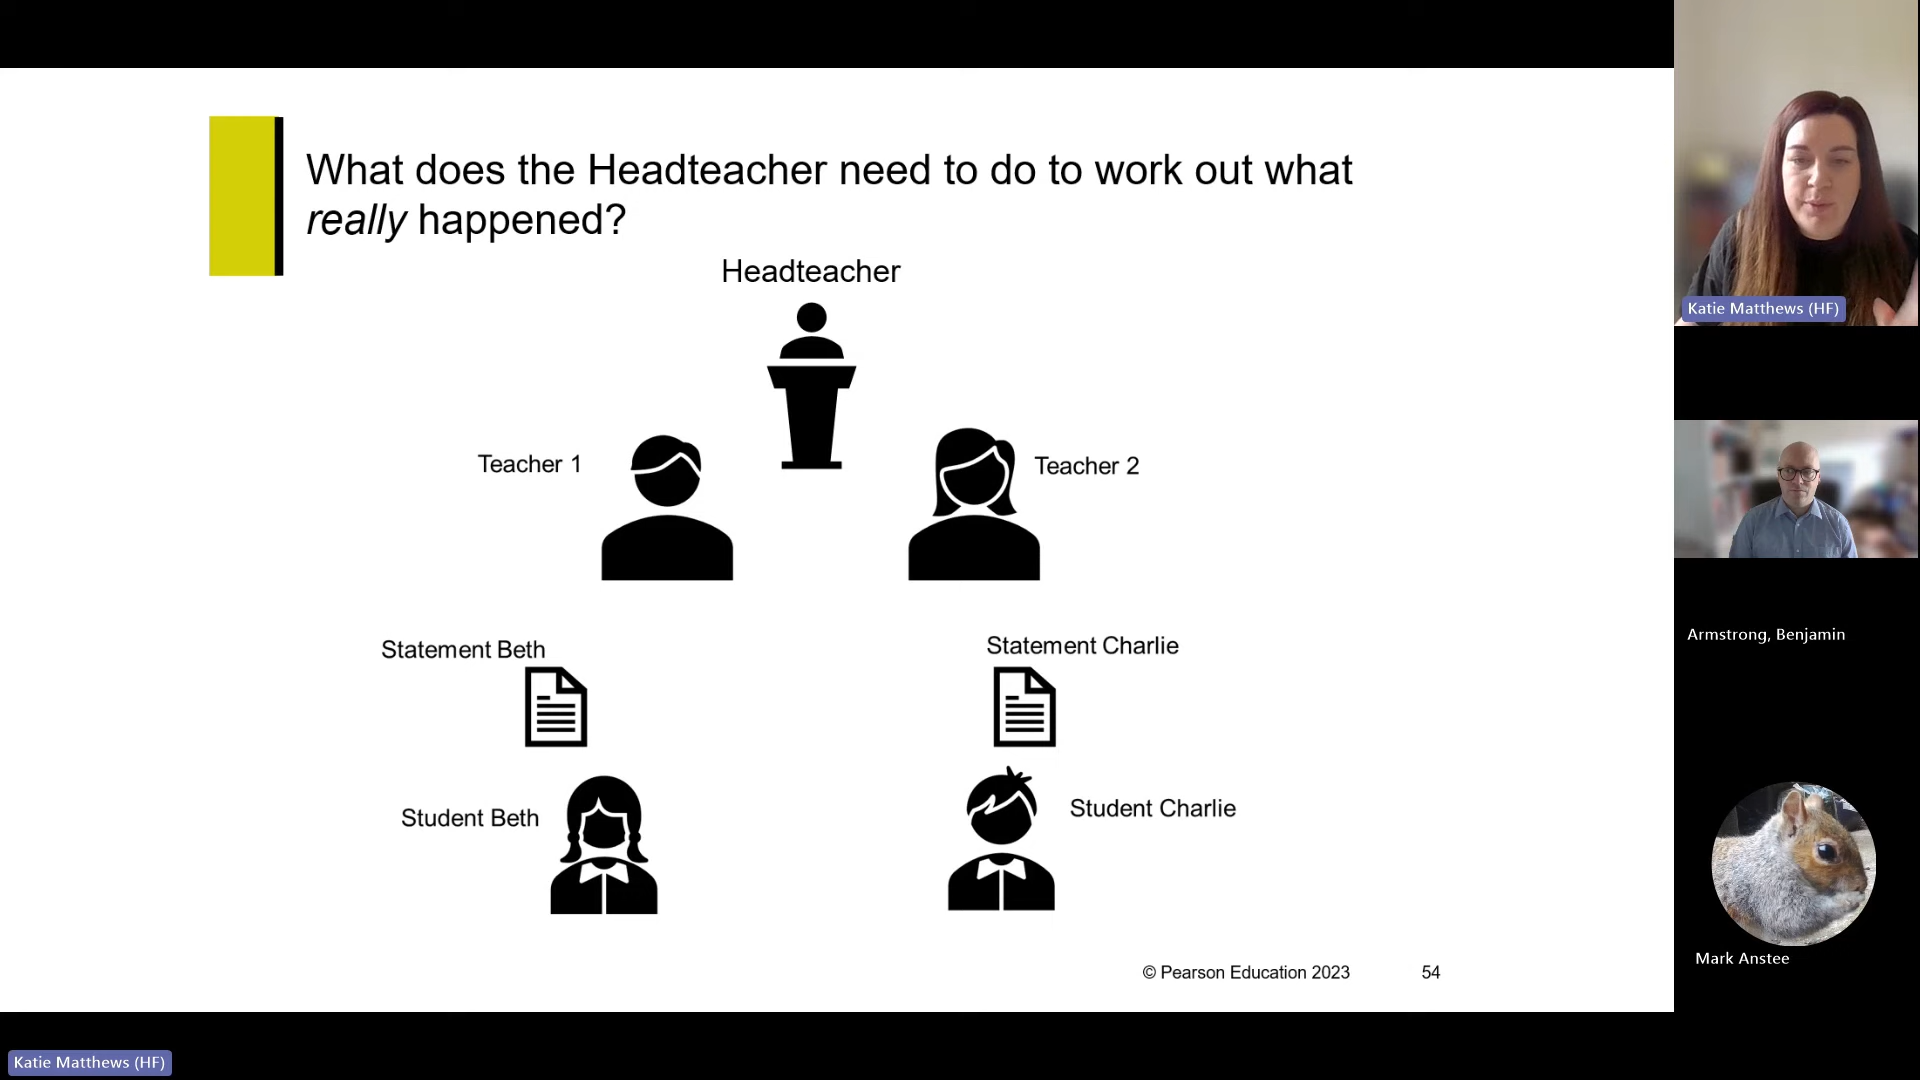 What does the Headteacher need to do to work out what
really happened?
Headteacher
Teacher 1
Teacher 2
Statement Beth
Statement Charlie
Student Beth
Student Charlie
© Pearson Education 2023
54
Katie Matthews (HF)
Armstrong, Benjamin
Mark Anstee
Katie Matthews (HF)